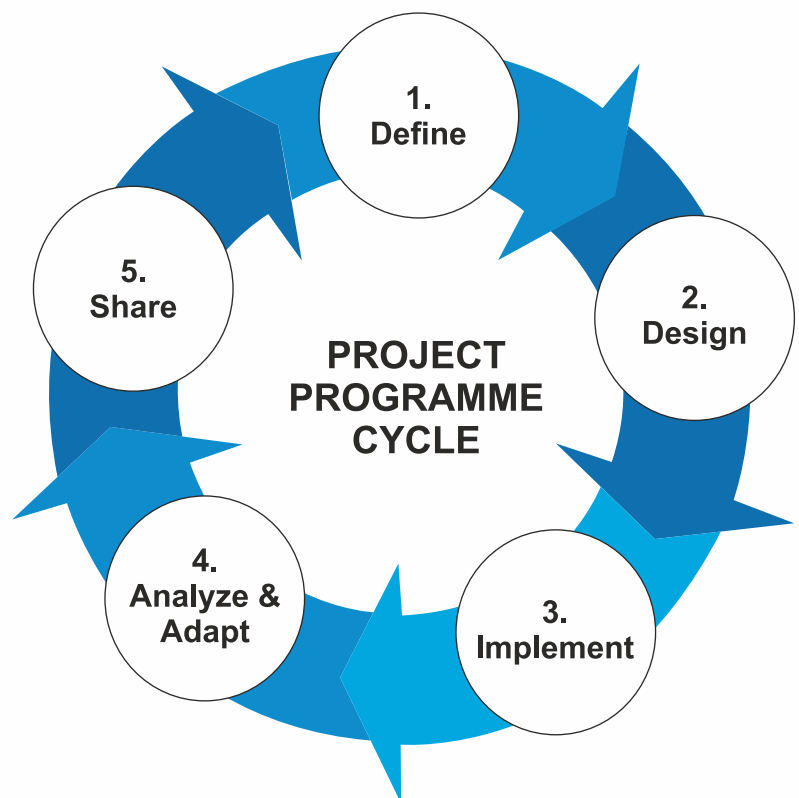 1.
Define
2.
Design
3.
Implement
4.
Analyze &
Adapt
5.
Share
PROJECT
PROGRAMME
CYCLE